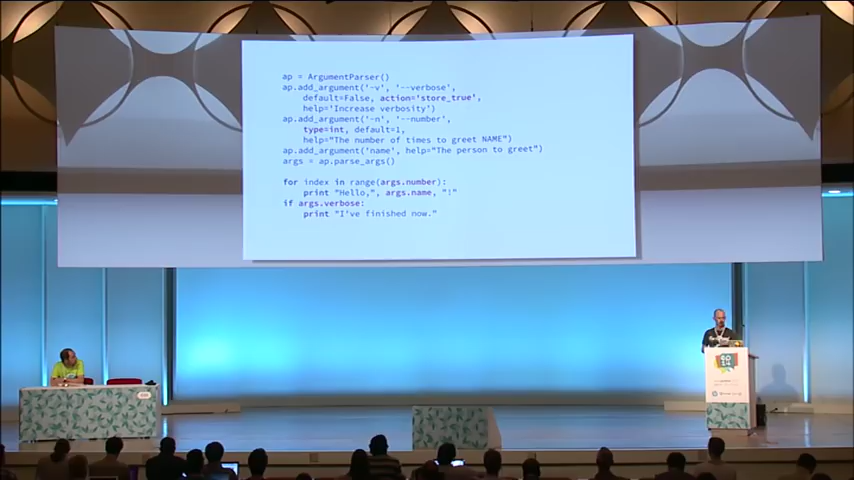 ap = ArgumentParser()
ap.add_argument('-v', '--verbose',
    default=False, action='store_true',
    help='Increase verbosity')
ap.add_argument('-n', '--number',
    type=int, default=1,
    help="The number of times to greet NAME")
ap.add_argument('name', help="The person to greet")
args = ap.parse_args()

for index in range(args.number):
    print "Hello,", args.name, "!"
if args.verbose:
    print "I've finished now."